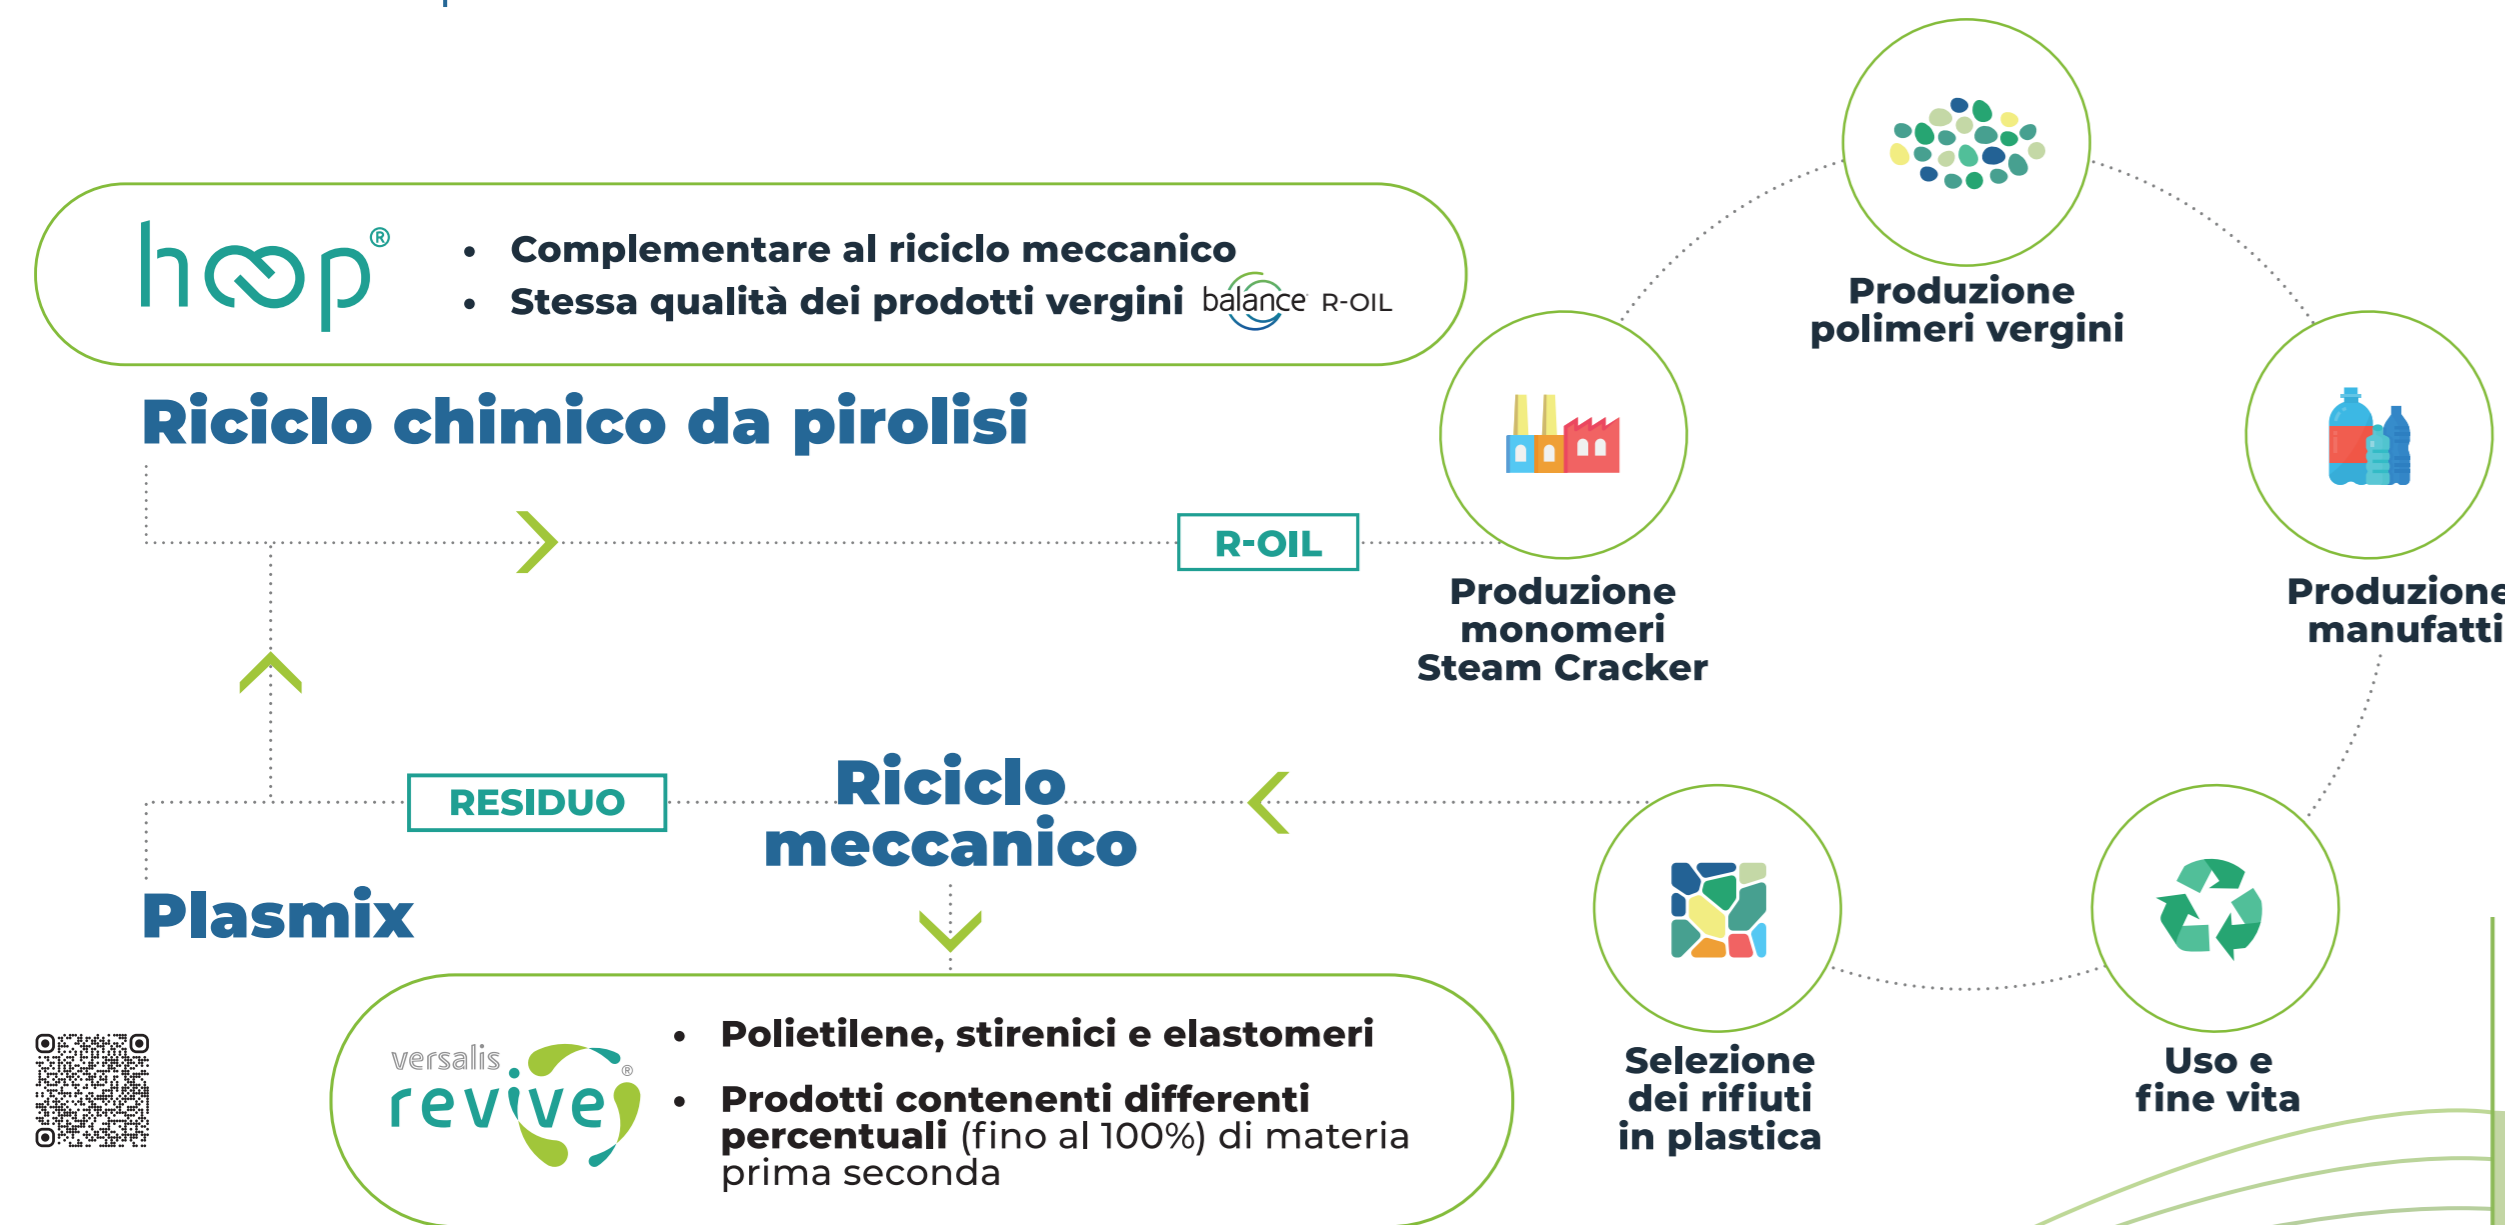 hoop®
• Complementare al riciclo meccanico
• Stessa qualità dei prodotti vergini balance R-OIL
Riciclo chimico da pirolisi
R-OIL
Produzione
polimeri vergini
Produzione
monomeri
Steam Cracker
Produzione
manufatti
Riciclo
meccanico
RESIDUO
Plasmix
versalis
revive®
• Polietilene, stirenici e elastomeri
• Prodotti contenenti differenti
percentuali (fino al 100%) di materia
prima seconda
Selezione
dei rifiuti
in plastica
Uso e
fine vita